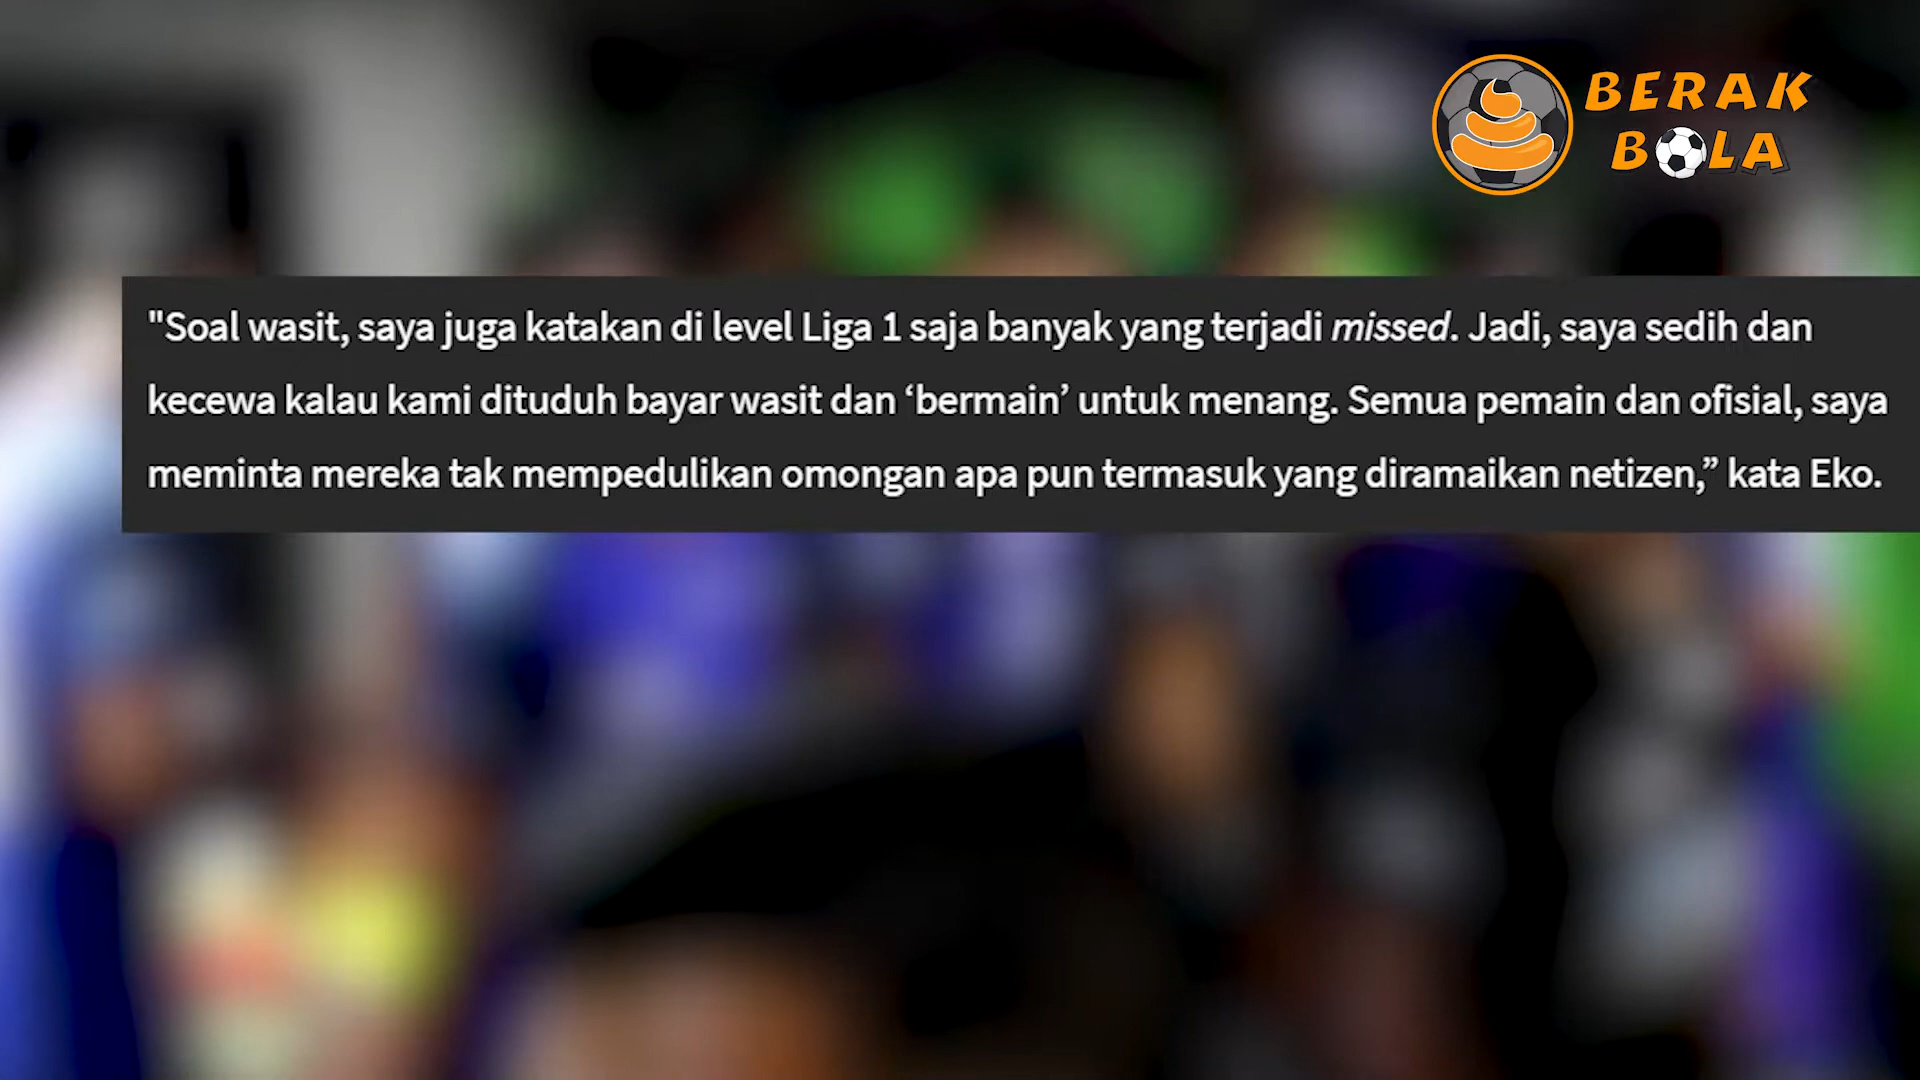 BERAK
BOLA
"Soal wasit, saya juga katakan di level Liga 1 saja banyak yang terjadi missed. Jadi, saya sedih dan
kecewa kalau kami dituduh bayar wasit dan ‘bermain’ untuk menang. Semua pemain dan ofisial, saya
meminta mereka tak mempedulikan omongan apa pun termasuk yang diramaikan netizen,” kata Eko.